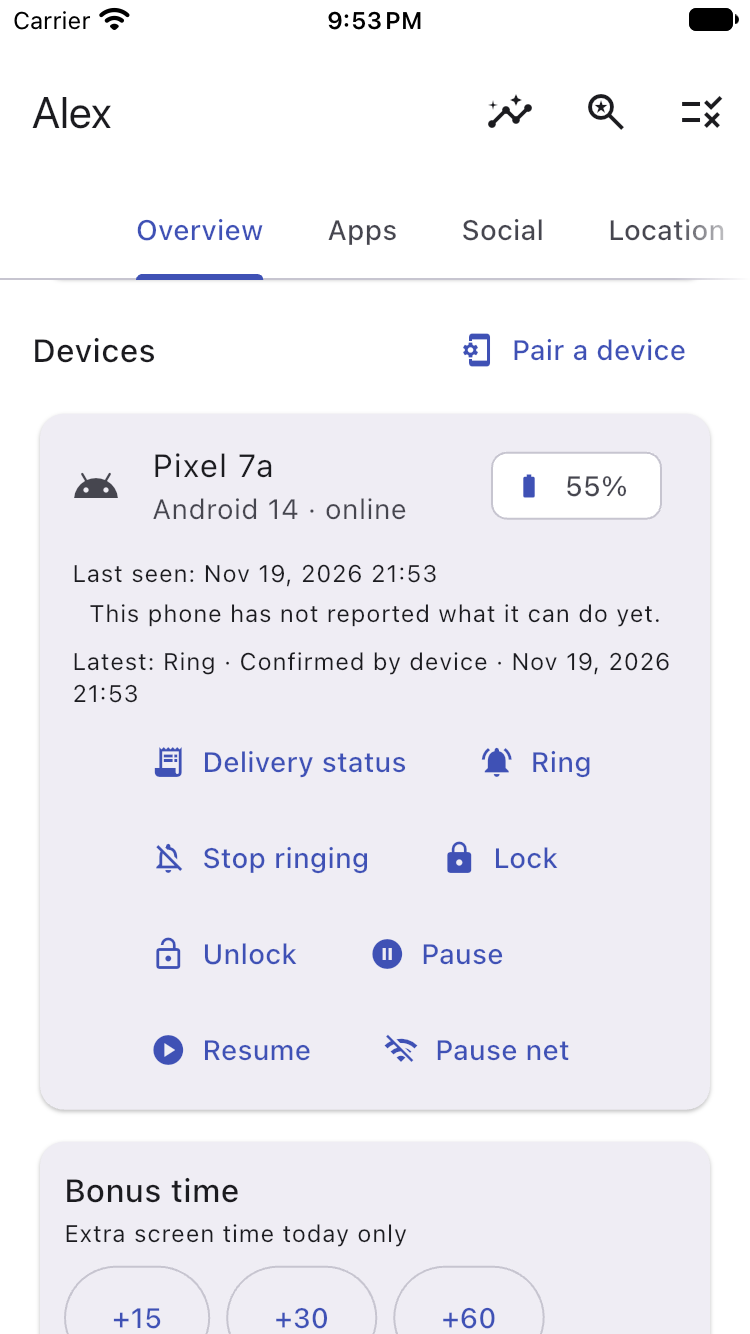 Carrier 9:53 PM
Alex
Overview Apps Social Location
Devices Pair a device
Pixel 7a
Android 14 · online
55%
Last seen: Nov 19, 2026 21:53
This phone has not reported what it can do yet.
Latest: Ring · Confirmed by device · Nov 19, 2026
21:53
Delivery status Ring
Stop ringing Lock
Unlock Pause
Resume Pause net
Bonus time
Extra screen time today only
+15 +30 +60